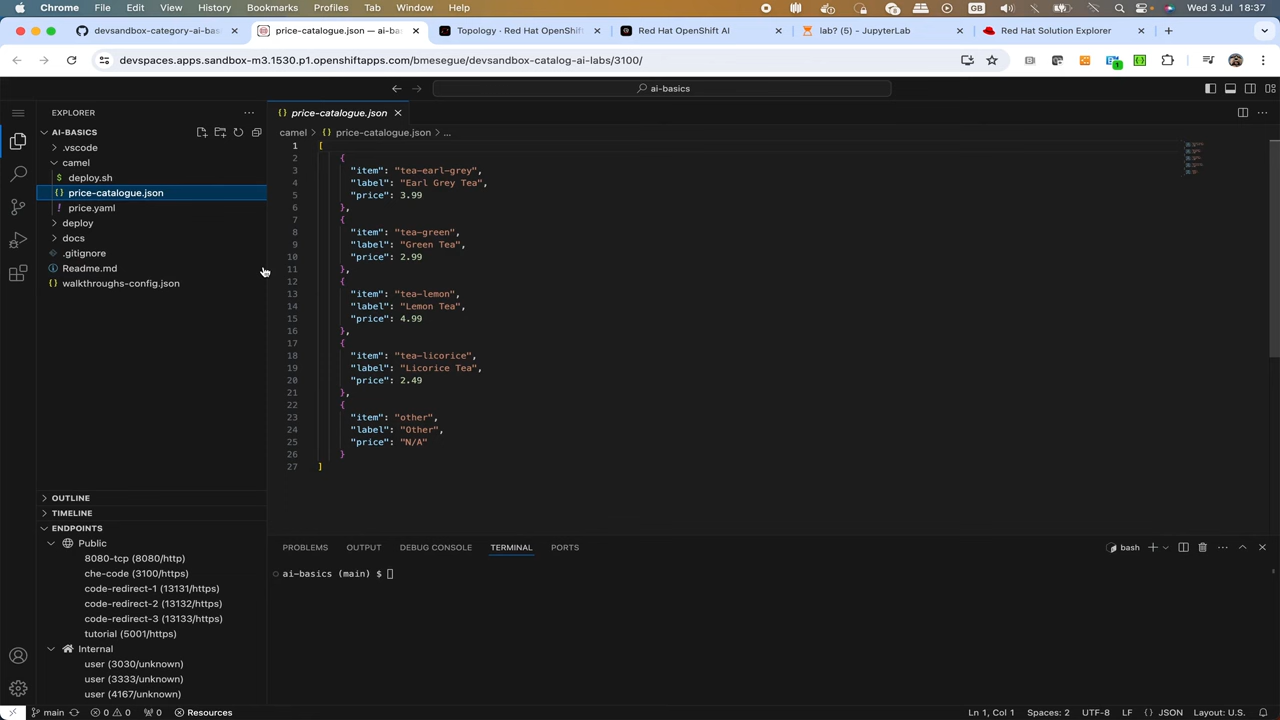 Chrome File Edit View History Bookmarks Profiles Tab Window Help GB Wed 3 Jul 18:37
devsandbox-category-ai-bas price-catalogue.json — ai-ba Topology · Red Hat OpenShift Red Hat OpenShift AI lab? (5) - JupyterLab Red Hat Solution Explorer
devspaces.apps.sandbox-m3.1530.p1.openshiftapps.com/bmesegue/devsandbox-catalog-ai-labs/3100/
ai-basics
EXPLORER
AI-BASICS
.vscode
camel
$ deploy.sh
{} price-catalogue.json
! price.yaml
deploy
docs
.gitignore
Readme.md
{} walkthroughs-config.json
OUTLINE
TIMELINE
ENDPOINTS
Public
8080-tcp (8080/http)
che-code (3100/https)
code-redirect-1 (13131/https)
code-redirect-2 (13132/https)
code-redirect-3 (13133/https)
tutorial (5001/https)
Internal
user (3030/unknown)
user (3333/unknown)
user (4167/unknown)
{} price-catalogue.json
camel > {} price-catalogue.json > ...
1 [
2 {
3 "item": "tea-earl-grey",
4 "label": "Earl Grey Tea",
5 "price": 3.99
6 },
7 {
8 "item": "tea-green",
9 "label": "Green Tea",
10 "price": 2.99
11 },
12 {
13 "item": "tea-lemon",
14 "label": "Lemon Tea",
15 "price": 4.99
16 },
17 {
18 "item": "tea-licorice",
19 "label": "Licorice Tea",
20 "price": 2.49
21 },
22 {
23 "item": "other",
24 "label": "Other",
25 "price": "N/A"
26 }
27 ]
PROBLEMS OUTPUT DEBUG CONSOLE TERMINAL PORTS bash
ai-basics (main) $
main 0 0 0 Resources Ln 1, Col 1 Spaces: 2 UTF-8 LF {} JSON Layout: U.S.